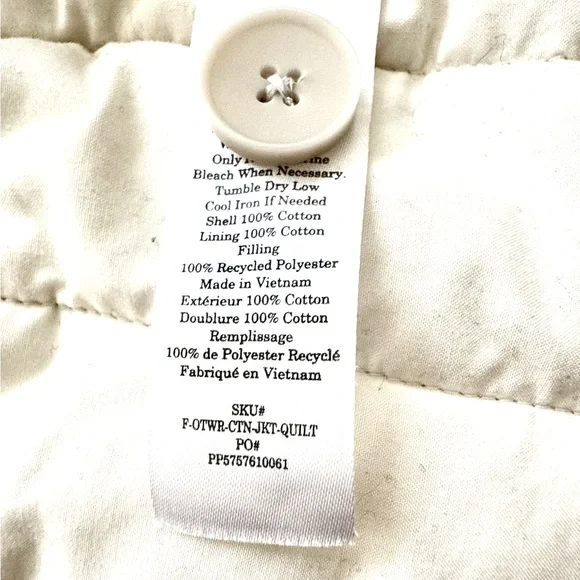 Only
Bleach When Necessary.
Tumble Dry Low
Cool Iron If Needed
Shell 100% Cotton
Lining 100% Cotton
Filling
100% Recycled Polyester
Made in Vietnam
Extérieur 100% Cotton
Doublure 100% Cotton
Remplissage
100% de Polyester Recyclé
Fabriqué en Vietnam
SKU#
F-OTWR-CTN-JKT-QUILT
PO#
PP5757610061